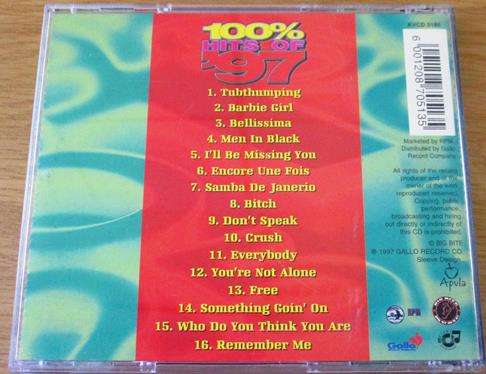 100%
HITS OF
'97
1. Tubthumping
2. Barbie Girl
3. Bellissima
4. Men In Black
5. I'll Be Missing You
6. Encore Une Fois
7. Samba De Janerio
8. Bitch
9. Don't Speak
10. Crush
11. Everybody
12. You're Not Alone
13. Free
14. Something Goin' On
15. Who Do You Think You Are
16. Remember Me
6 001208 705135
Marketed by RPM.
Distributed by Gallo
Record Company
All rights of the record
producer and of the
owner of the work
reproduced reserved.
Copying, public
performance,
broadcasting and hiring
out directly or indirectly
of this CD is prohibited.
© BIG BITE
℗ 1997 GALLO RECORD CO.
Sleeve Design:
Apula
RPM
Gallo